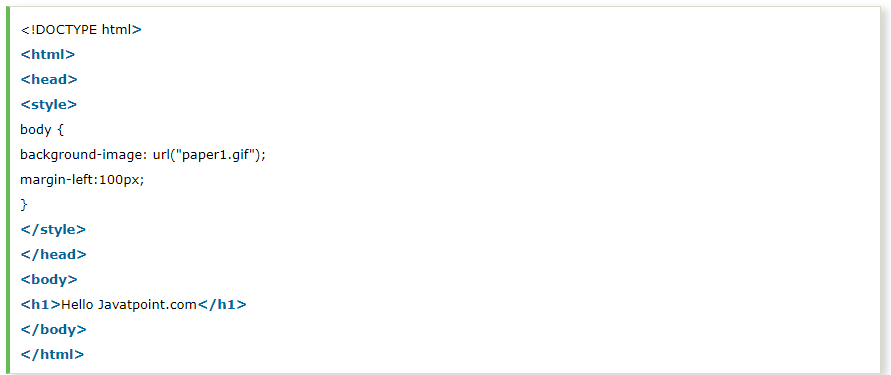 <!DOCTYPE html>
<html>
<head>
<style>
body {
background-image: url("paper1.gif");
margin-left:100px;
}
</style>
</head>
<body>
<h1>Hello Javatpoint.com</h1>
</body>
</html>